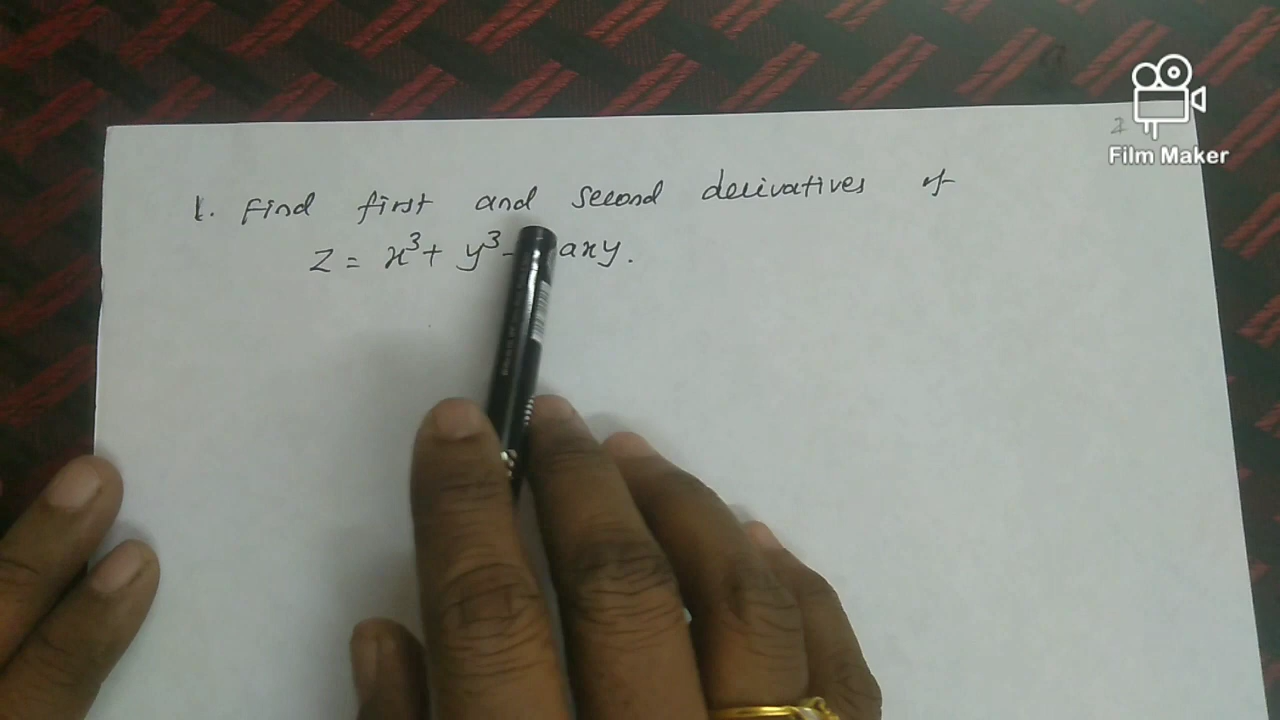 1. Find first and second derivatives of
z = x³ + y³ - axy.
Film Maker